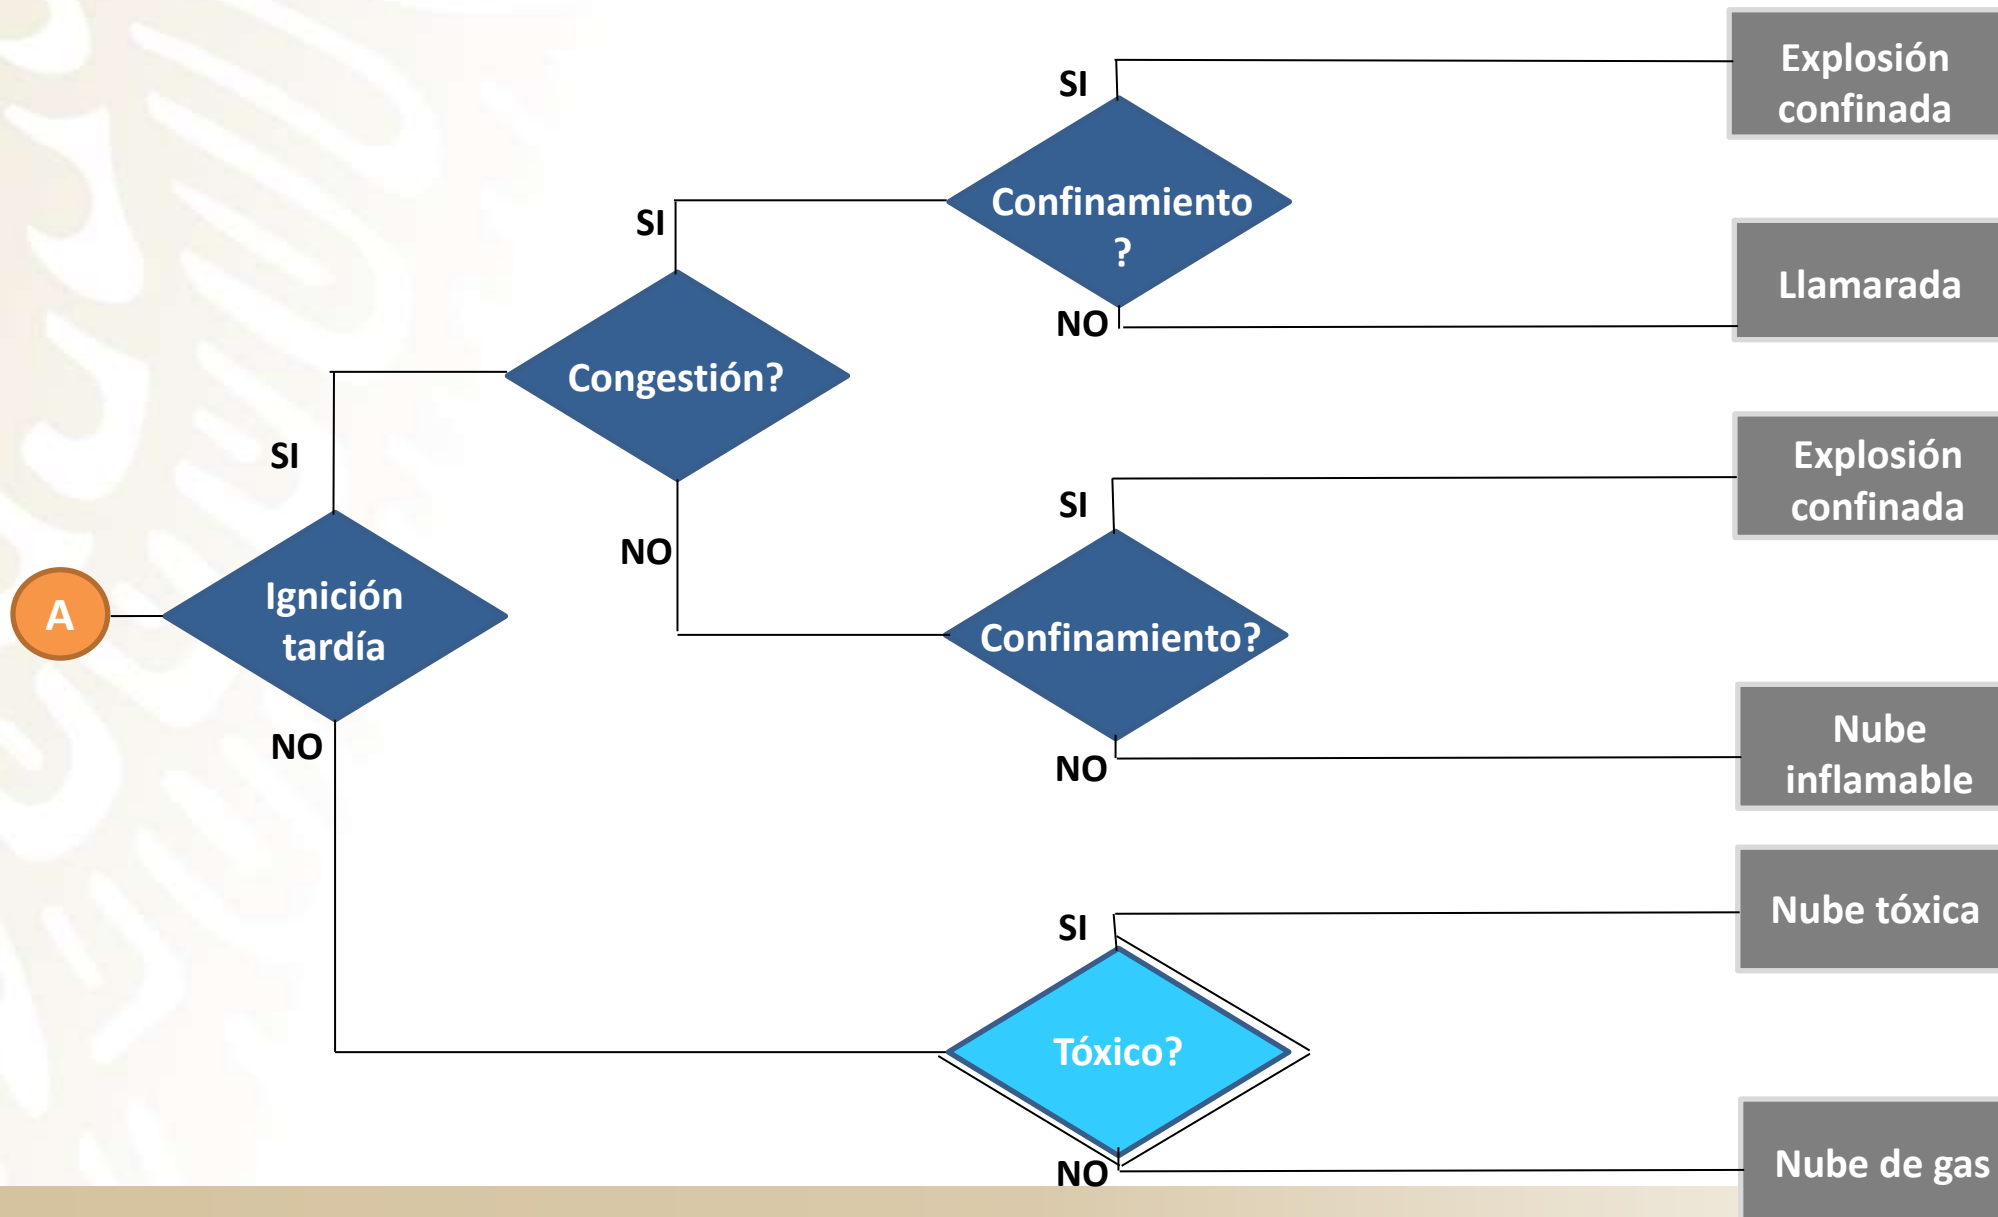 SI
Explosión
confinada
Confinamiento
?
SI
Llamarada
NO
Congestión?
SI
Explosión
confinada
SI
NO
Ignición
tardía
A
Confinamiento?
NO
NO
Nube
inflamable
SI
Nube tóxica
Tóxico?
NO
Nube de gas